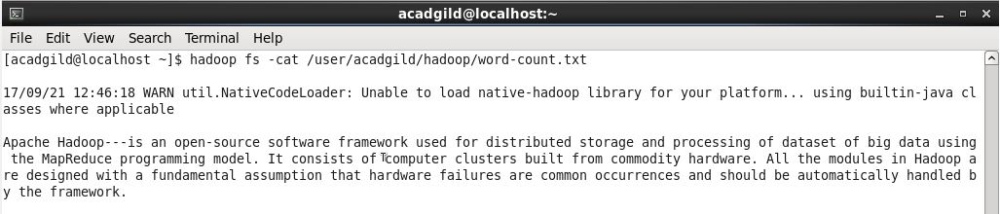 acadgild@localhost:~
File Edit View Search Terminal Help
[acadgild@localhost ~]$ hadoop fs -cat /user/acadgild/hadoop/word-count.txt
17/09/21 12:46:18 WARN util.NativeCodeLoader: Unable to load native-hadoop library for your platform... using builtin-java cl
asses where applicable
Apache Hadoop---is an open-source software framework used for distributed storage and processing of dataset of big data using
 the MapReduce programming model. It consists of computer clusters built from commodity hardware. All the modules in Hadoop a
re designed with a fundamental assumption that hardware failures are common occurrences and should be automatically handled b
y the framework.